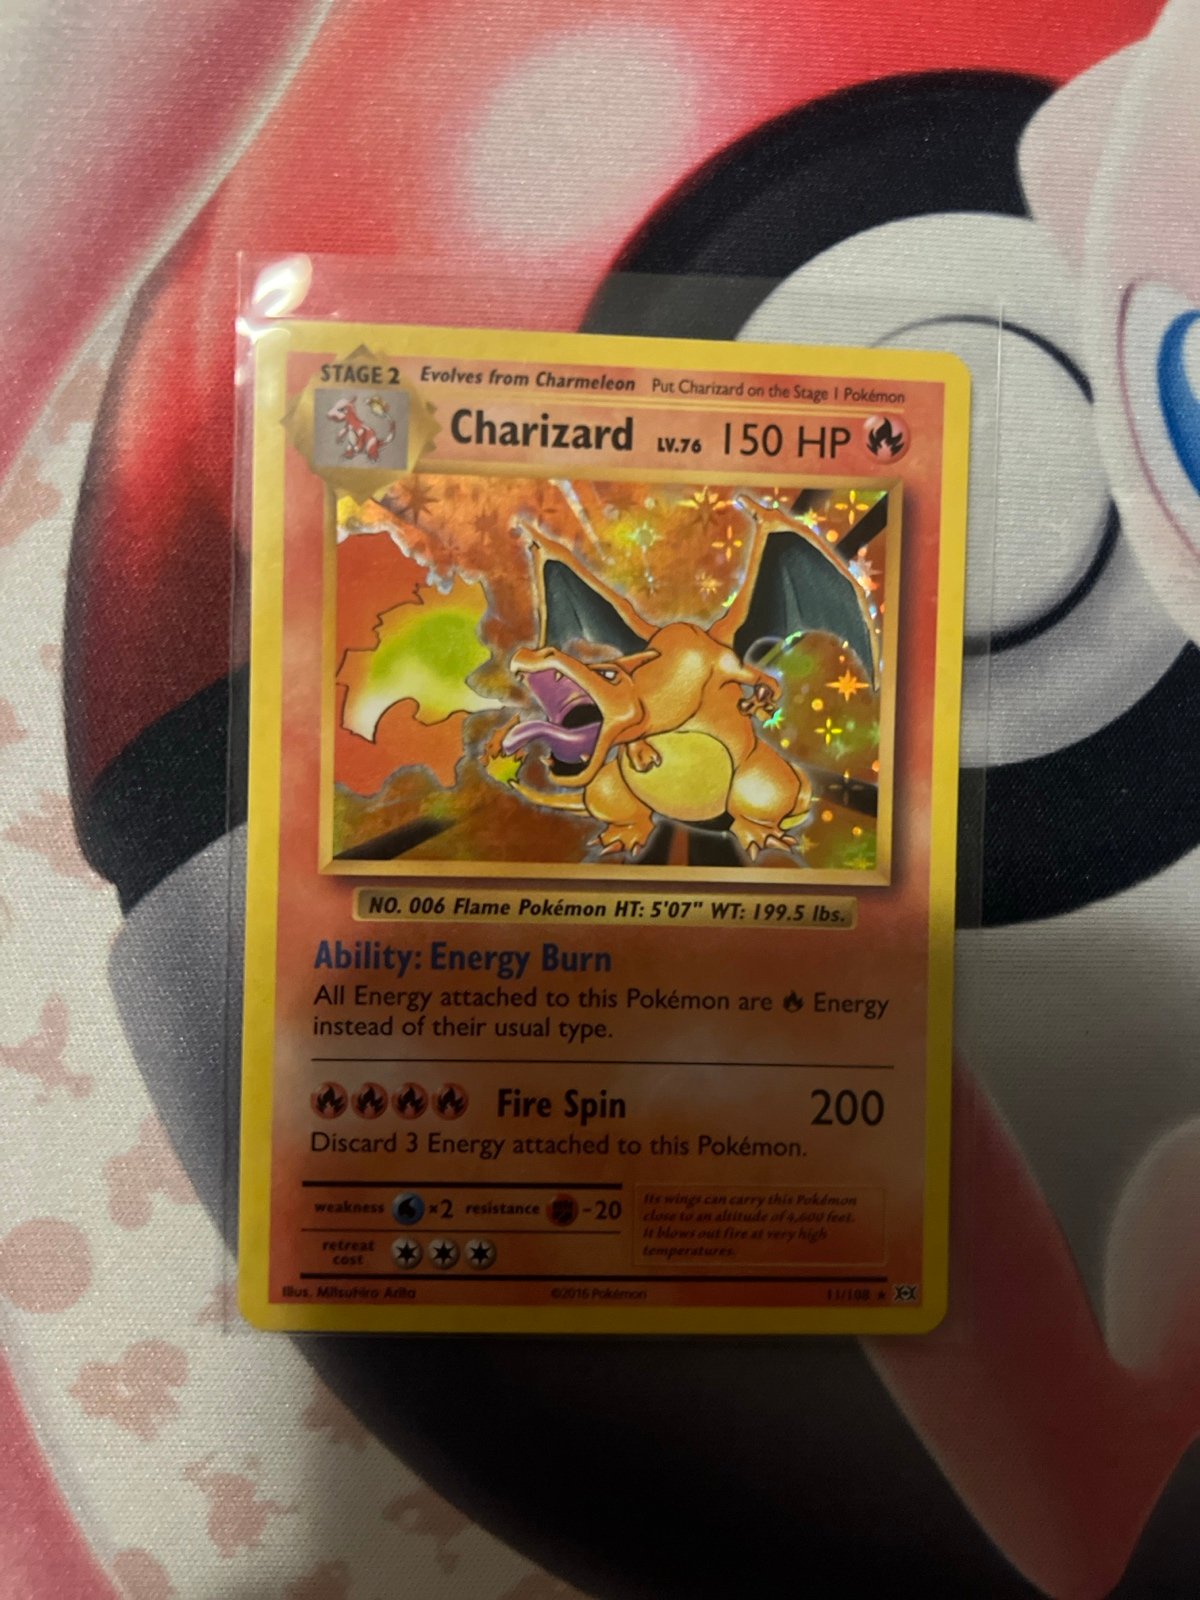 STAGE 2 Evolves from Charmeleon Put Charizard on the Stage 1 Pokémon
Charizard LV.76 150 HP
NO. 006 Flame Pokémon HT: 5'07" WT: 199.5 lbs.
Ability: Energy Burn
All Energy attached to this Pokémon are Energy
instead of their usual type.
Fire Spin 200
Discard 3 Energy attached to this Pokémon.
weakness ×2 resistance -20
retreat
cost
Its wings can carry this Pokémon
close to an altitude of 4,600 feet.
It blows out fire at very high
temperatures.
Illus. Mitsuhiro Arita ©2016 Pokémon 11/108